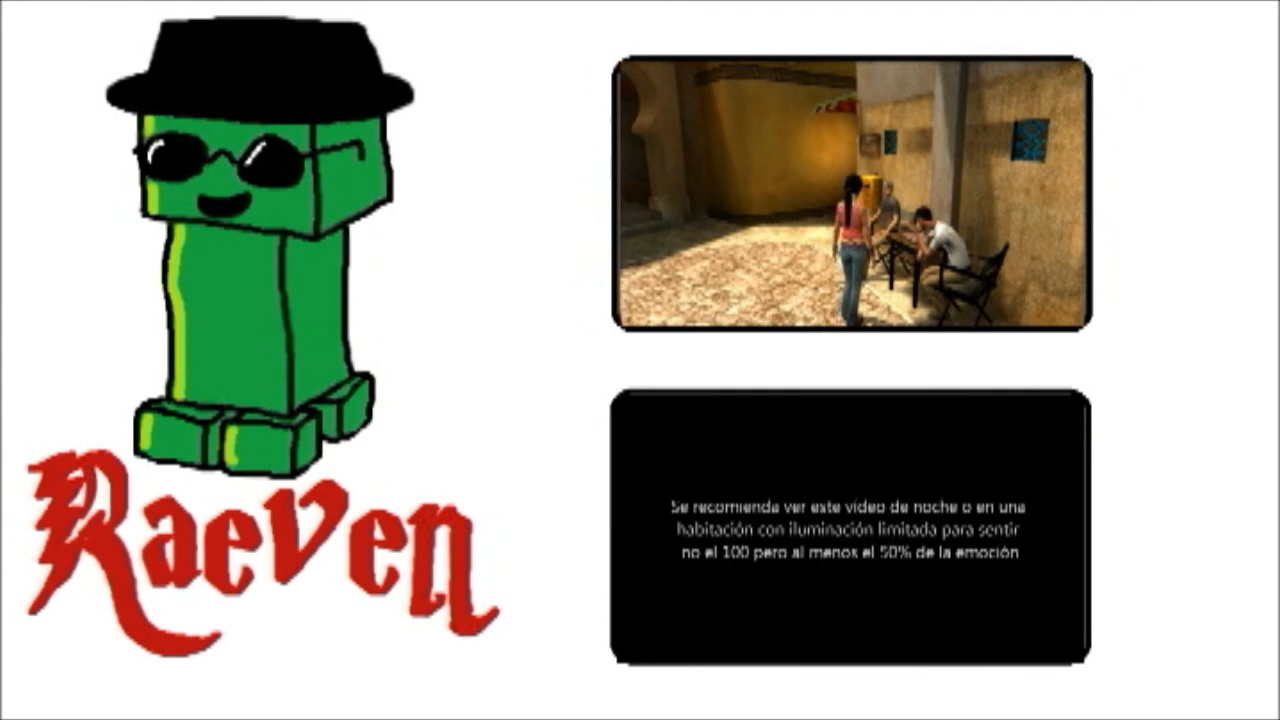 Raeven
Se recomienda ver este vídeo de noche o en una
habitación con iluminación limitada para sentir
no el 100 pero al menos el 50% de la emoción